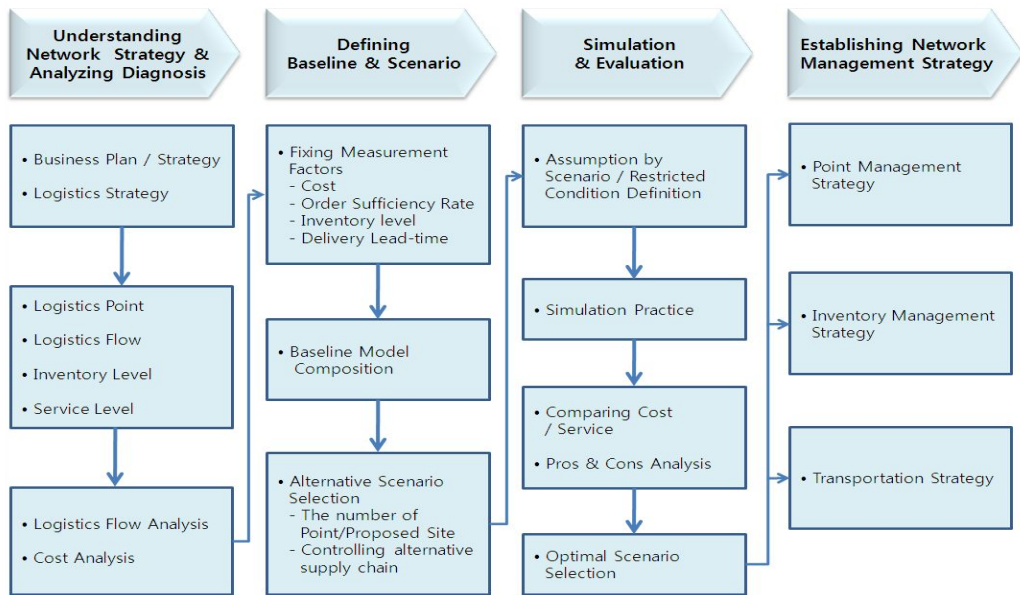 Understanding
Network Strategy &
Analyzing Diagnosis
Defining
Baseline & Scenario
Simulation
& Evaluation
Establishing Network
Management Strategy
• Business Plan / Strategy
• Logistics Strategy
• Logistics Point
• Logistics Flow
• Inventory Level
• Service Level
• Logistics Flow Analysis
• Cost Analysis
• Fixing Measurement
Factors
- Cost
- Order Sufficiency Rate
- Inventory level
- Delivery Lead-time
• Baseline Model
Composition
• Alternative Scenario
Selection
- The number of
Point/Proposed Site
- Controlling alternative
supply chain
• Assumption by
Scenario / Restricted
Condition Definition
• Simulation Practice
• Comparing Cost
/ Service
• Pros & Cons Analysis
• Optimal Scenario
Selection
• Point Management
Strategy
• Inventory Management
Strategy
• Transportation Strategy